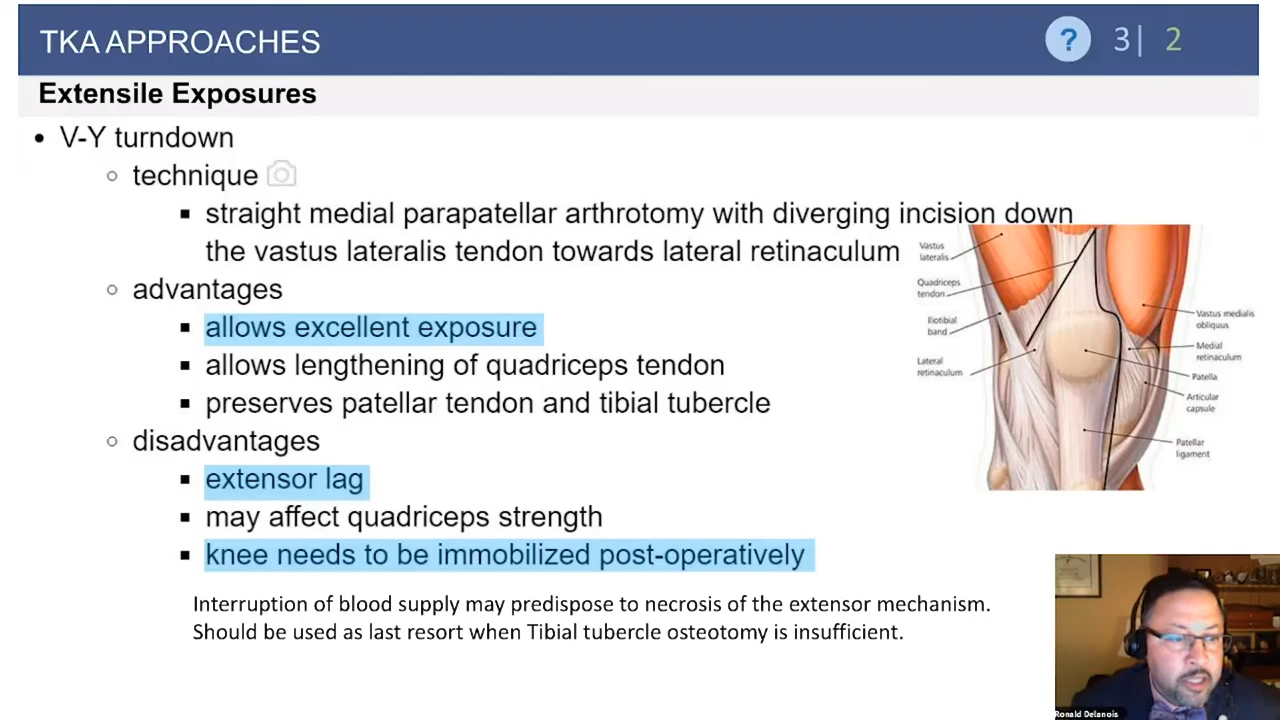 TKA APPROACHES
? 3| 2
Extensile Exposures
• V-Y turndown
○ technique
▪ straight medial parapatellar arthrotomy with diverging incision down
the vastus lateralis tendon towards lateral retinaculum
○ advantages
▪ allows excellent exposure
▪ allows lengthening of quadriceps tendon
▪ preserves patellar tendon and tibial tubercle
○ disadvantages
▪ extensor lag
▪ may affect quadriceps strength
▪ knee needs to be immobilized post-operatively
Interruption of blood supply may predispose to necrosis of the extensor mechanism.
Should be used as last resort when Tibial tubercle osteotomy is insufficient.
Vastus
lateralis
Quadriceps
tendon
Iliotibial
band
Lateral
retinaculum
Vastus medialis
obliquus
Medial
retinaculum
Patella
Articular
capsule
Patellar
ligament
Ronald Delanois